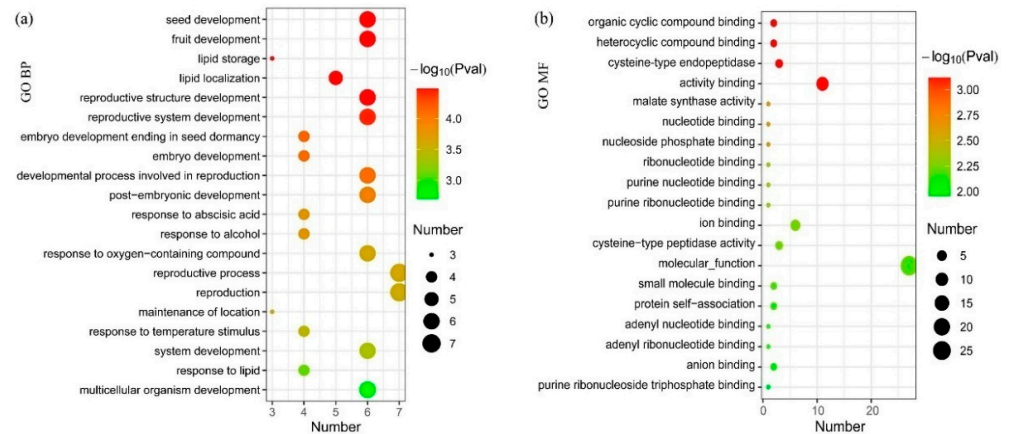 (a)
GO BP
seed development
fruit development
lipid storage
lipid localization
reproductive structure development
reproductive system development
embryo development ending in seed dormancy
embryo development
developmental process involved in reproduction
post-embryonic development
response to abscisic acid
response to alcohol
response to oxygen-containing compound
reproductive process
reproduction
maintenance of location
response to temperature stimulus
system development
response to lipid
multicellular organism development
3 4 5 6 7
Number
−log10(Pval)
4.0
3.5
3.0
Number
3
4
5
6
7
(b)
GO MF
organic cyclic compound binding
heterocyclic compound binding
cysteine-type endopeptidase
activity binding
malate synthase activity
nucleotide binding
nucleoside phosphate binding
ribonucleotide binding
purine nucleotide binding
purine ribonucleotide binding
ion binding
cysteine-type peptidase activity
molecular_function
small molecule binding
protein self-association
adenyl nucleotide binding
adenyl ribonucleotide binding
anion binding
purine ribonucleoside triphosphate binding
0 10 20
Number
−log10(Pval)
3.00
2.75
2.50
2.25
2.00
Number
5
10
15
20
25